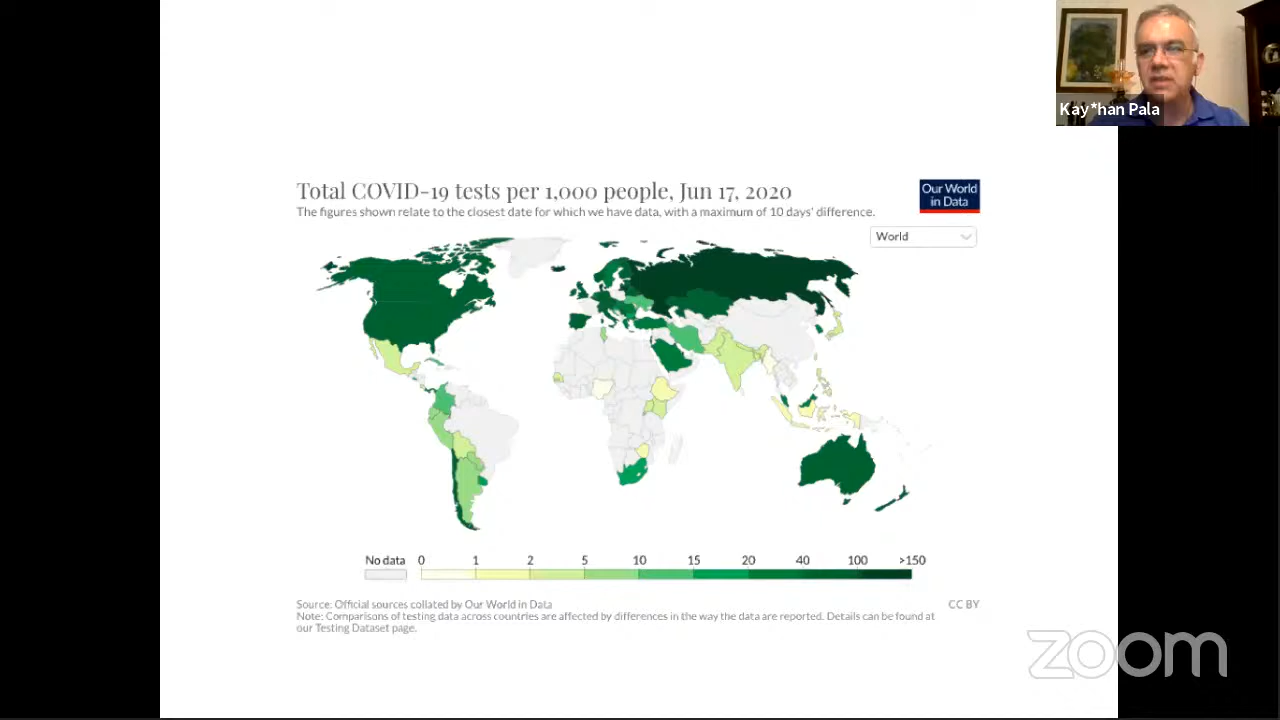 Kay*han Pala
Total COVID-19 tests per 1,000 people, Jun 17, 2020
The figures shown relate to the closest date for which we have data, with a maximum of 10 days' difference.
Our World
in Data
World
No data 0 1 2 5 10 15 20 40 100 >150
Source: Official sources collated by Our World in Data
CC BY
Note: Comparisons of testing data across countries are affected by differences in the way the data are reported. Details can be found at
our Testing Dataset page.
zoom